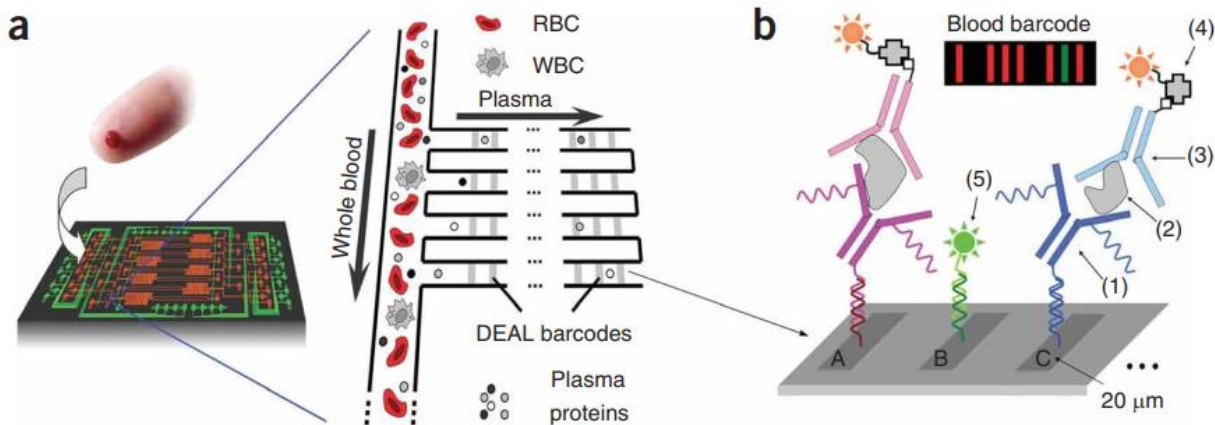 a
RBC
WBC
Plasma
Whole blood
DEAL barcodes
Plasma
proteins
b
Blood barcode
(4)
(3)
(5)
(2)
(1)
A
B
C
20 μm